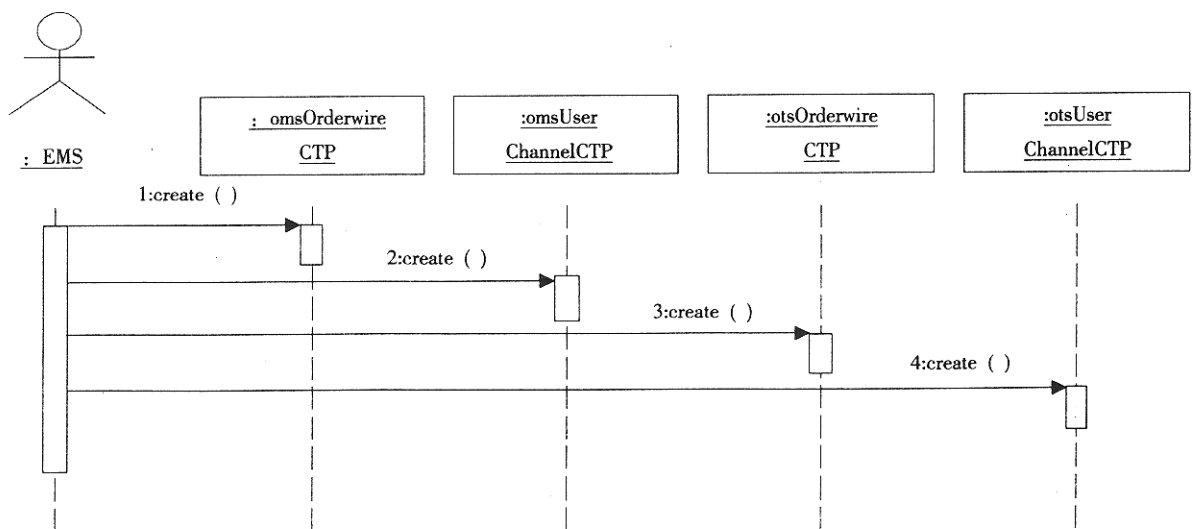 : EMS
: omsOrderwire
CTP
:omsUser
ChannelCTP
:otsOrderwire
CTP
:otsUser
ChannelCTP
1:create ( )
2:create ( )
3:create ( )
4:create ( )